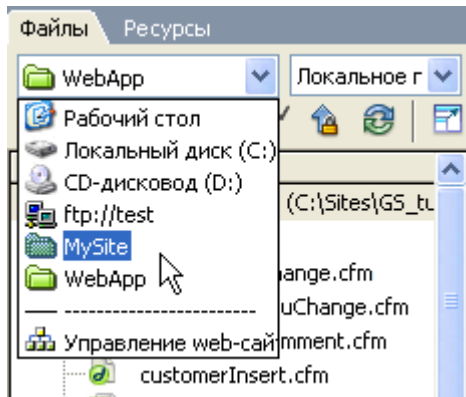 Файлы Ресурсы
WebApp Локальное п
Рабочий стол
Локальный диск (C:)
CD-дисковод (D:)
ftp://test (C:\Sites\GS_tu
MySite
WebApp ange.cfm
uChange.cfm
Управление web-сай mment.cfm
customerInsert.cfm